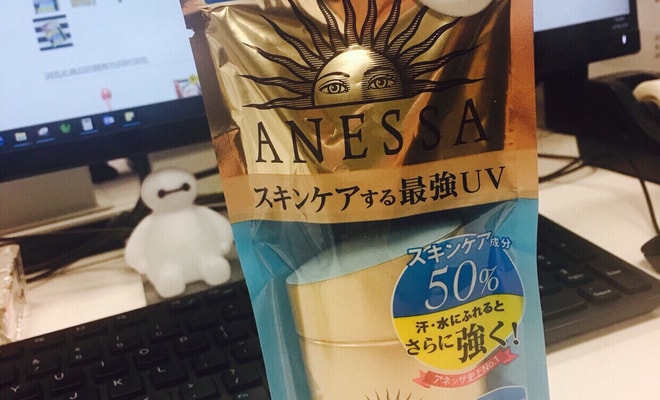 ANESSA
スキンケアする最強UV
スキンケア成分
50%
汗・水にふれると
さらに強く!
アネッサ史上No.1